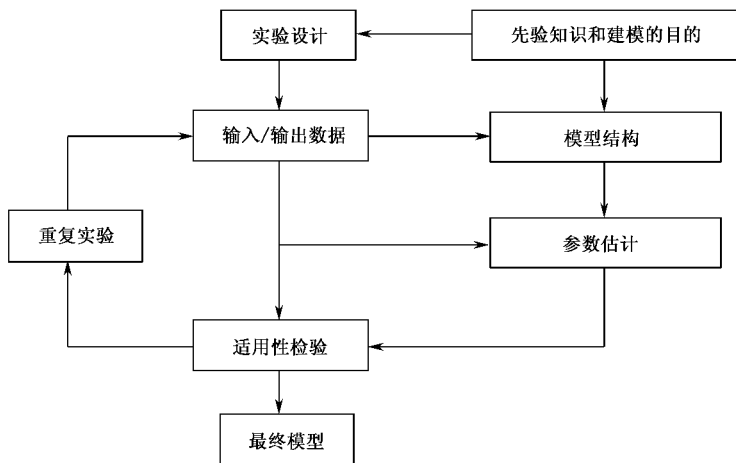 实验设计
先验知识和建模的目的
输入/输出数据
模型结构
重复实验
参数估计
适用性检验
最终模型